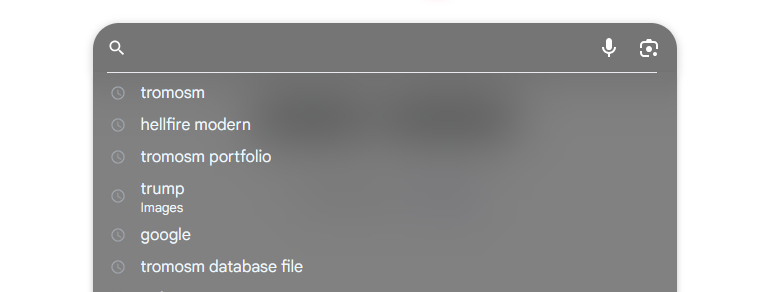 tromosm
hellfire modern
tromosm portfolio
trump
Images
google
tromosm database file